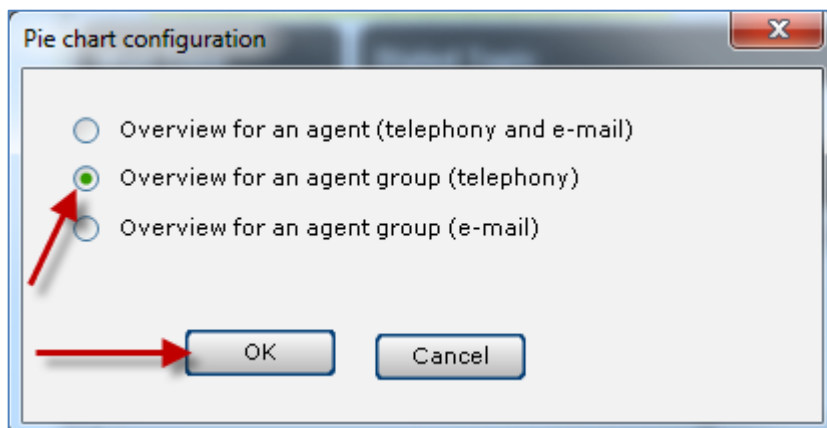 Pie chart configuration
Overview for an agent (telephony and e-mail)
Overview for an agent group (telephony)
Overview for an agent group (e-mail)
OK
Cancel